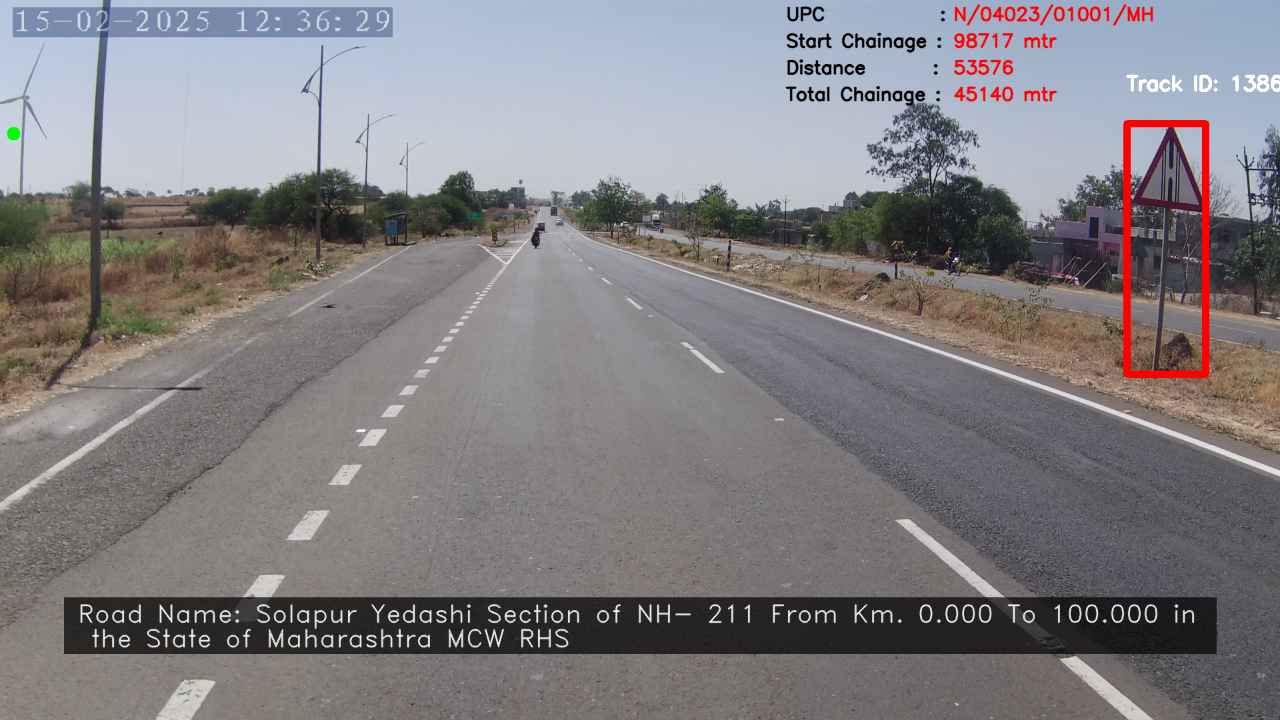 15-02-2025 12:36:29
UPC : N/04023/01001/MH
Start Chainage : 98717 mtr
Distance : 53576
Total Chainage : 45140 mtr
Track ID: 1386
Road Name: Solapur Yedashi Section of NH- 211 From Km. 0.000 To 100.000 in
the State of Maharashtra MCW RHS